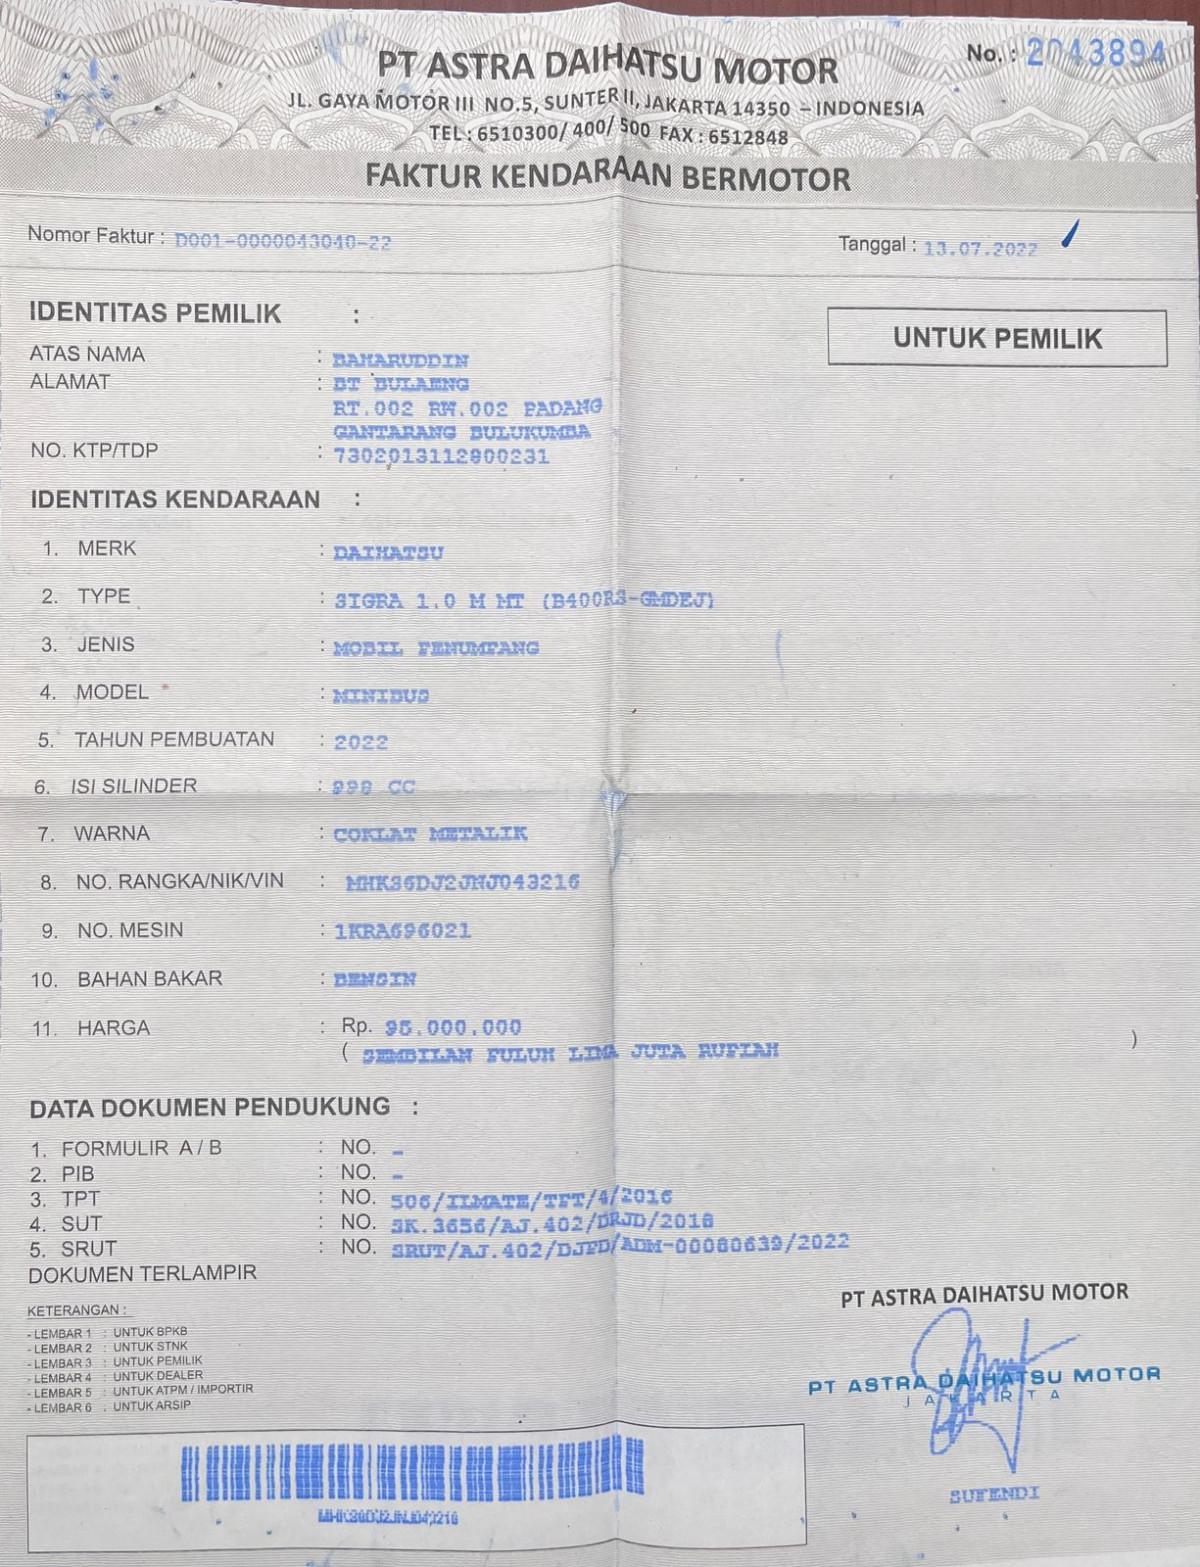 PT ASTRA DAIHATSU MOTOR
No. : 2043894
JL. GAYA MOTOR III NO.5, SUNTER II, JAKARTA 14350 – INDONESIA
TEL : 6510300/ 400/ 500 FAX : 6512848
FAKTUR KENDARAAN BERMOTOR
Nomor Faktur : D001-0000043040-22
Tanggal : 13.07.2022
IDENTITAS PEMILIK :
UNTUK PEMILIK
ATAS NAMA : BAHARUDDIN
ALAMAT : BT BULAENG
RT.002 RW.002 PADANG
GANTARANG BULUKUMBA
NO. KTP/TDP : 7302013112900231
IDENTITAS KENDARAAN :
1. MERK : DAIHATSU
2. TYPE : SIGRA 1.0 M MT (B400RS-GMDEJ)
3. JENIS : MOBIL PENUMPANG
4. MODEL : MINIBUS
5. TAHUN PEMBUATAN : 2022
6. ISI SILINDER : 998 CC
7. WARNA : COKLAT METALIK
8. NO. RANGKA/NIK/VIN : MHKS6DJ2JNJ043216
9. NO. MESIN : 1KRA696021
10. BAHAN BAKAR : BENSIN
11. HARGA : Rp. 95.000.000
( SEMBILAN PULUH LIMA JUTA RUPIAH )
DATA DOKUMEN PENDUKUNG :
1. FORMULIR A / B : NO. –
2. PIB : NO. –
3. TPT : NO. 506/ILMATE/TPT/4/2016
4. SUT : NO. SK.3656/AJ.402/DRJD/2018
5. SRUT : NO. SRUT/AJ.402/DJPD/ADM-00080639/2022
DOKUMEN TERLAMPIR
KETERANGAN :
- LEMBAR 1 : UNTUK BPKB
- LEMBAR 2 : UNTUK STNK
- LEMBAR 3 : UNTUK PEMILIK
- LEMBAR 4 : UNTUK DEALER
- LEMBAR 5 : UNTUK ATPM / IMPORTIR
- LEMBAR 6 : UNTUK ARSIP
PT ASTRA DAIHATSU MOTOR
PT ASTRA DAIHATSU MOTOR
JAKARTA
SUPENDI
MHKS6DJ2JNJ043216